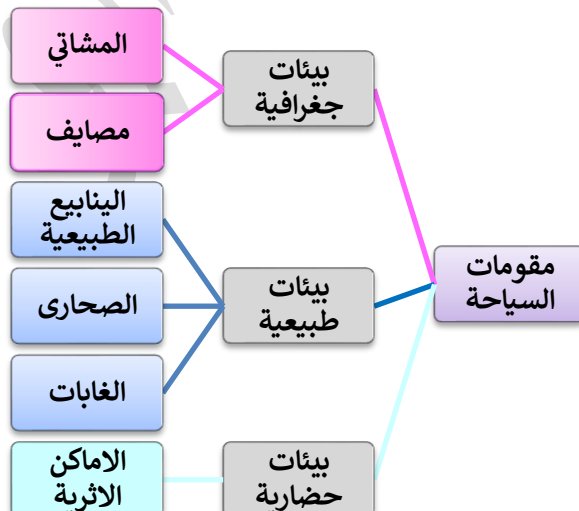 مقومات
السياحة
بيئات
جغرافية
المشاتي
مصايف
بيئات
طبيعية
الينابيع
الطبيعية
الصحارى
الغابات
بيئات
حضارية
الاماكن
الاثرية